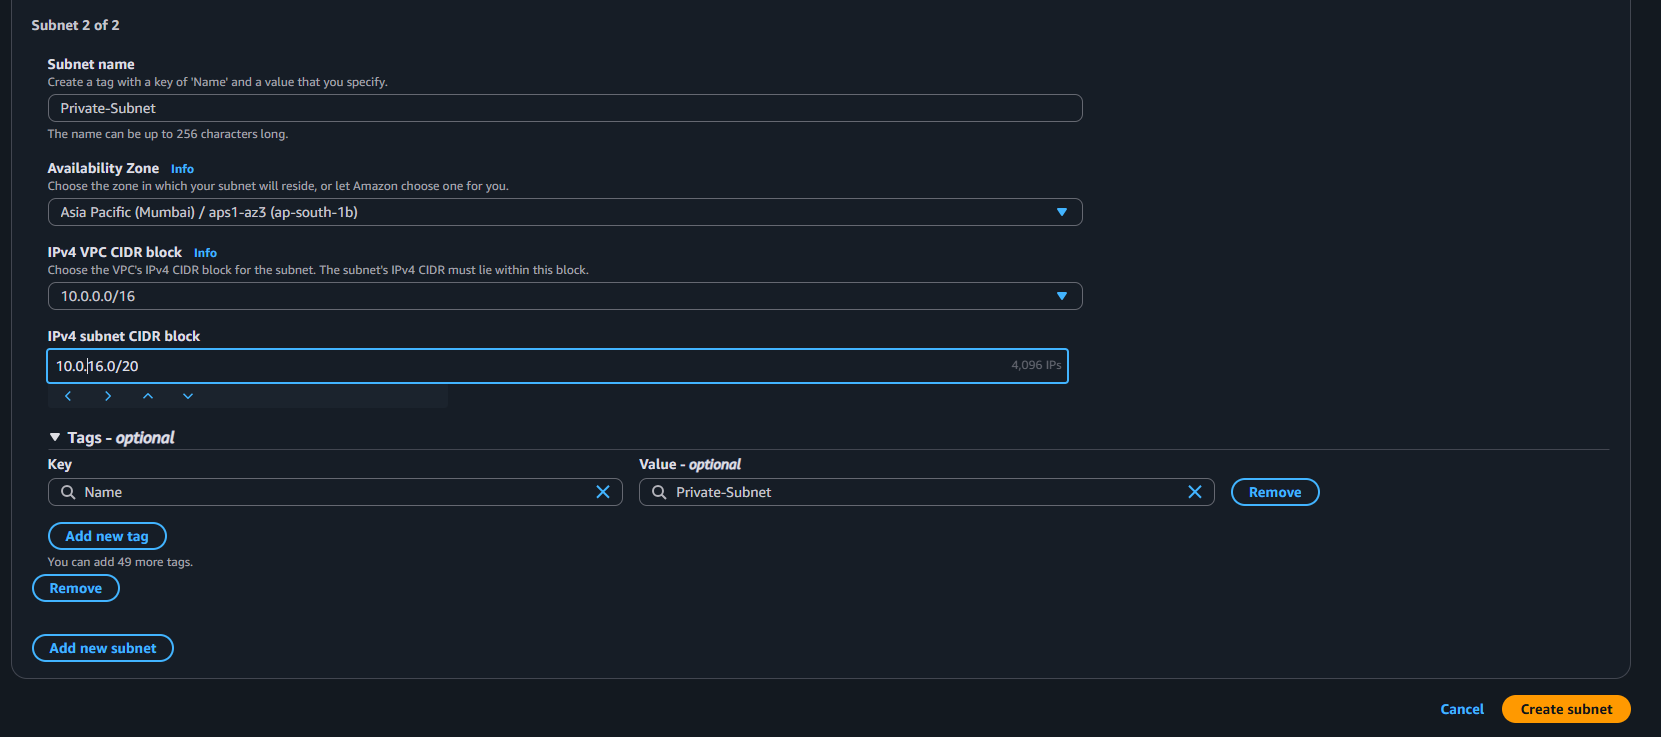 Subnet 2 of 2
Subnet name
Create a tag with a key of 'Name' and a value that you specify.
Private-Subnet
The name can be up to 256 characters long.
Availability Zone Info
Choose the zone in which your subnet will reside, or let Amazon choose one for you.
Asia Pacific (Mumbai) / aps1-az3 (ap-south-1b)
IPv4 VPC CIDR block Info
Choose the VPC's IPv4 CIDR block for the subnet. The subnet's IPv4 CIDR must lie within this block.
10.0.0.0/16
IPv4 subnet CIDR block
10.0.16.0/20 4,096 IPs
Tags - optional
Key Value - optional
Name Private-Subnet Remove
Add new tag
You can add 49 more tags.
Remove
Add new subnet
Cancel Create subnet